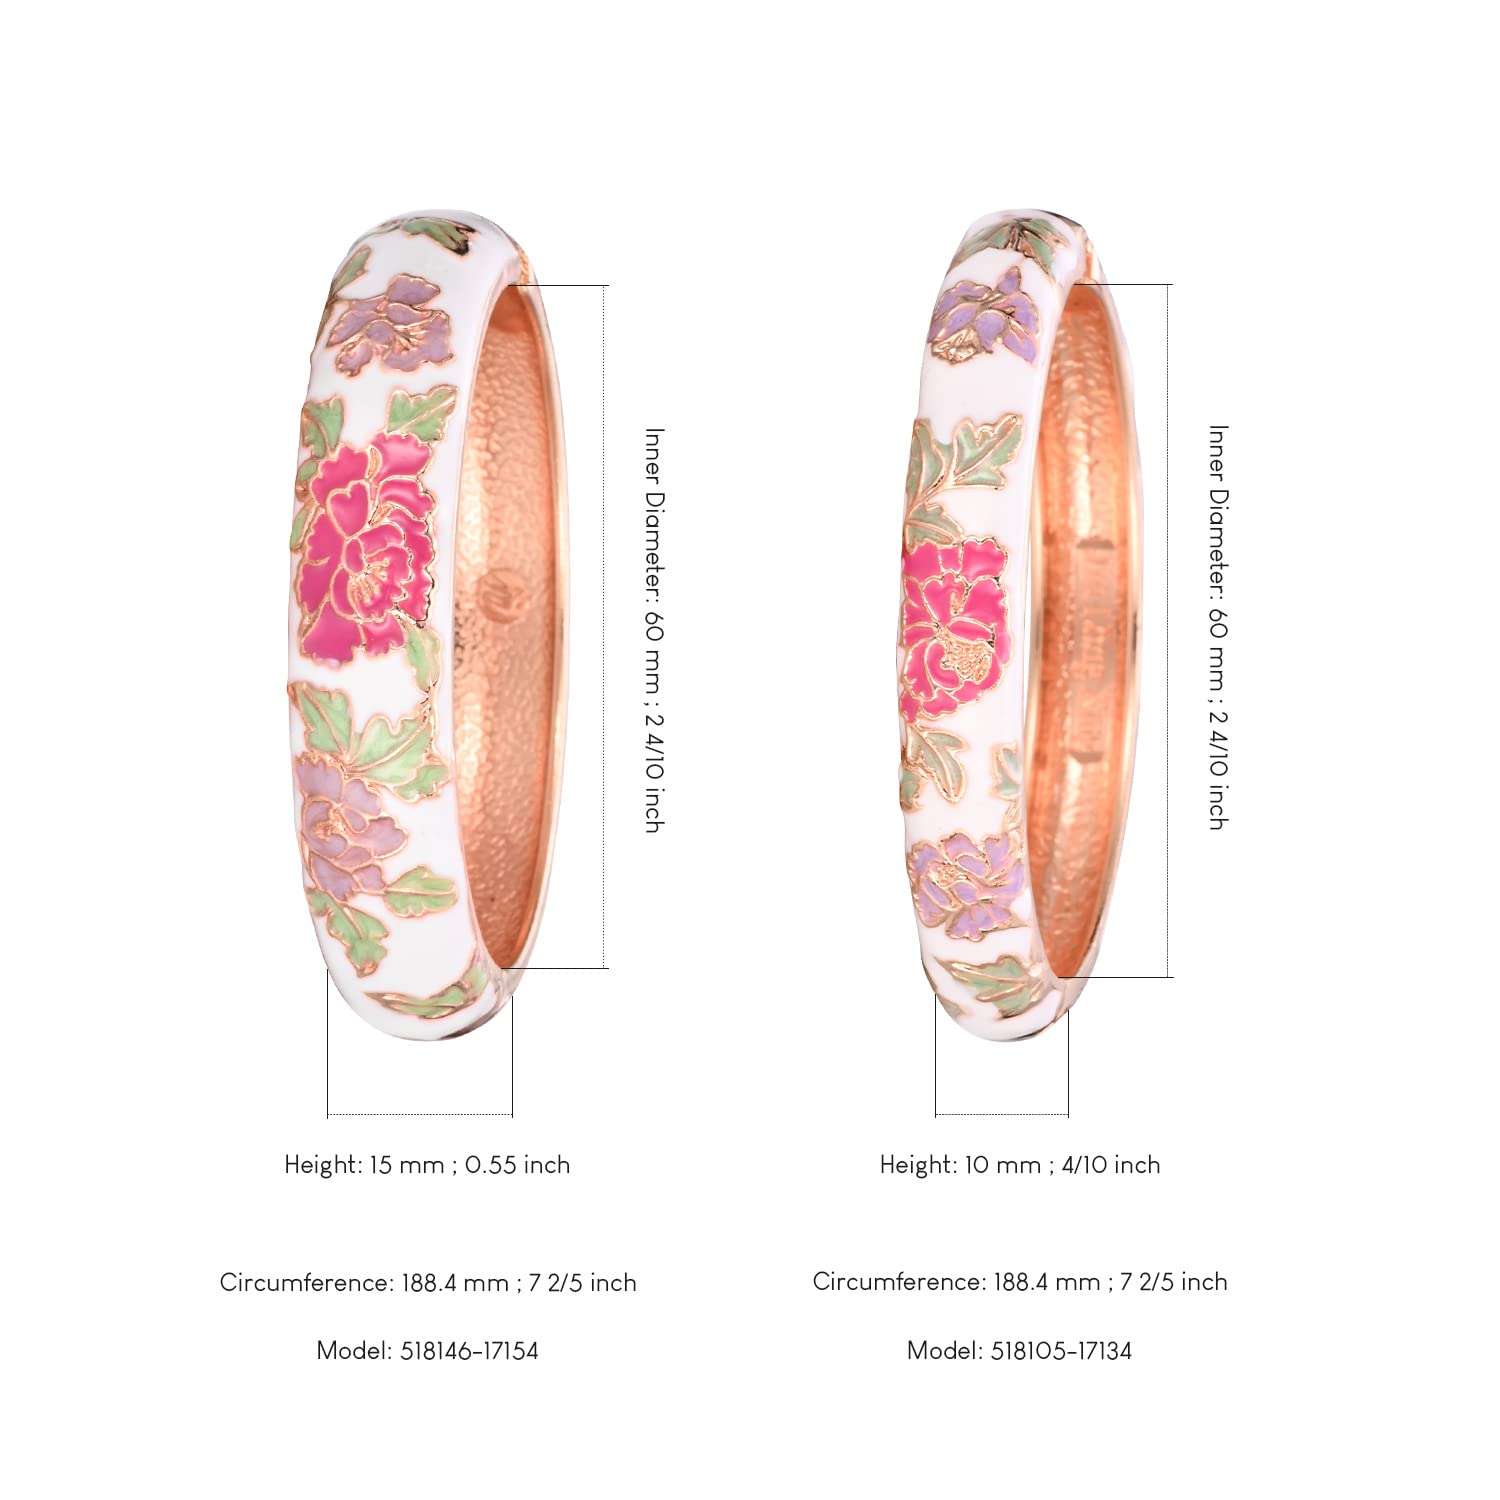 Inner Diameter: 60 mm ; 2 4/10 inch
Height: 15 mm ; 0.55 inch
Circumference: 188.4 mm ; 7 2/5 inch
Model: 518146-17154
Inner Diameter: 60 mm ; 2 4/10 inch
Height: 10 mm ; 4/10 inch
Circumference: 188.4 mm ; 7 2/5 inch
Model: 518105-17134